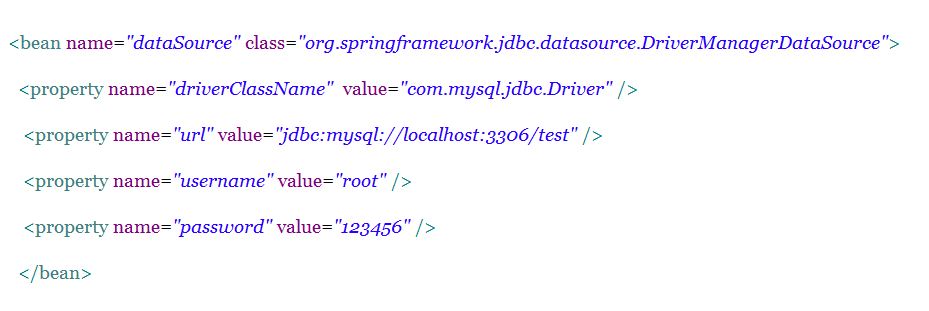 <bean name="dataSource" class="org.springframework.jdbc.datasource.DriverManagerDataSource">
<property name="driverClassName"  value="com.mysql.jdbc.Driver" />
<property name="url" value="jdbc:mysql://localhost:3306/test" />
<property name="username" value="root" />
<property name="password" value="123456" />
</bean>